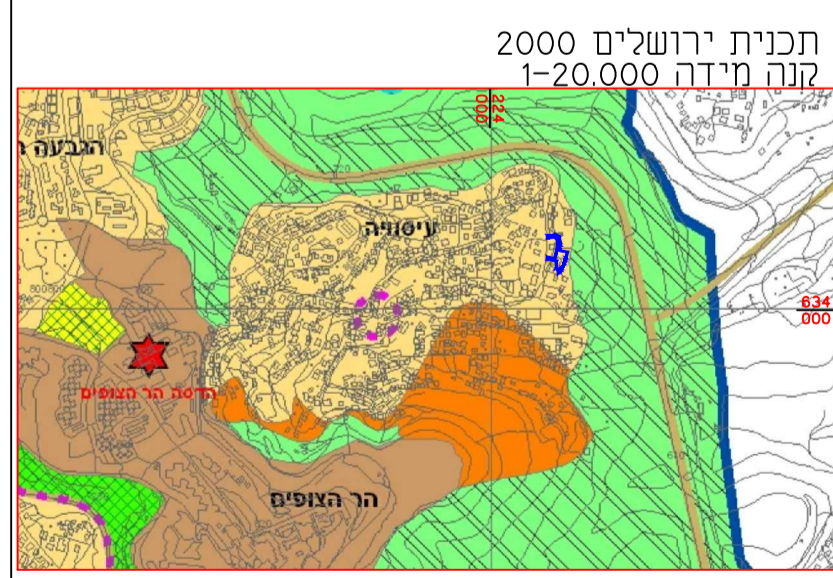 תכנית ירושלים 2000
קנה מידה 1-20.000
224
000
הגבעה
עיסוויה
634
000
הדסה הר הצופים
הר הצופים